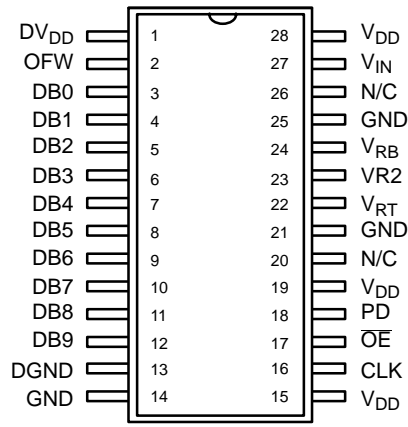 DVDD 1 28 VDD
OFW 2 27 VIN
DB0 3 26 N/C
DB1 4 25 GND
DB2 5 24 VRB
DB3 6 23 VR2
DB4 7 22 VRT
DB5 8 21 GND
DB6 9 20 N/C
DB7 10 19 VDD
DB8 11 18 PD
DB9 12 17 O̅E̅
DGND 13 16 CLK
GND 14 15 VDD